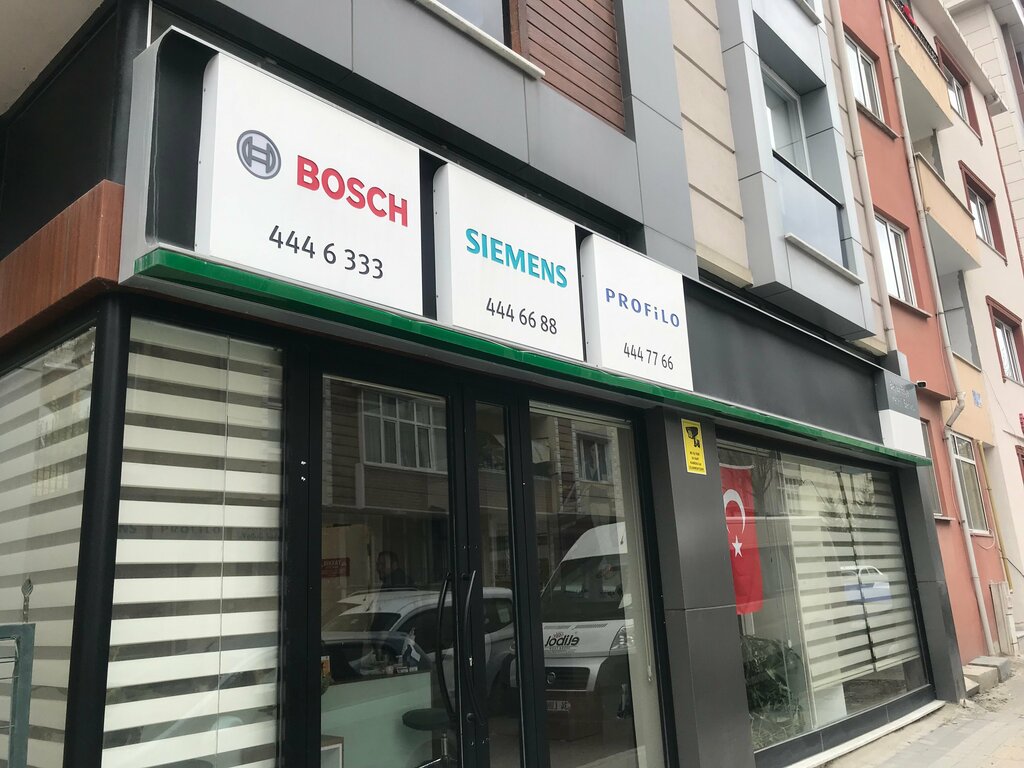 BOSCH
444 6 333
SIEMENS
444 66 88
PROFiLO
444 77 66